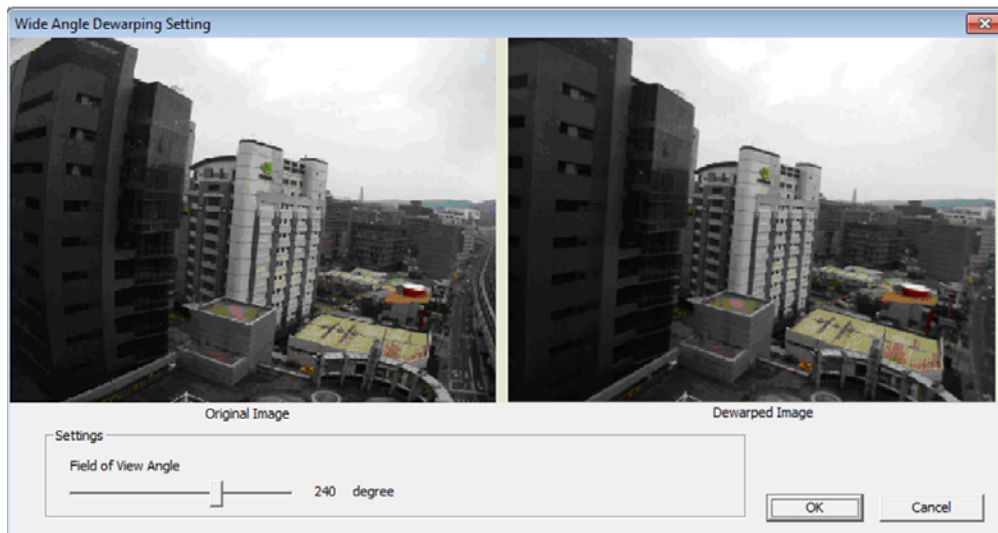 Wide Angle Dewarping Setting
Original Image
Dewarped Image
Settings
Field of View Angle
240 degree
OK
Cancel